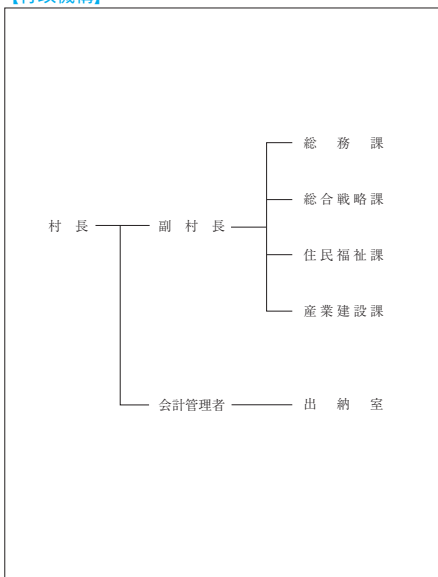 【行政機構】
総務課
総合戦略課
村長
副村長
住民福祉課
産業建設課
会計管理者
出納室